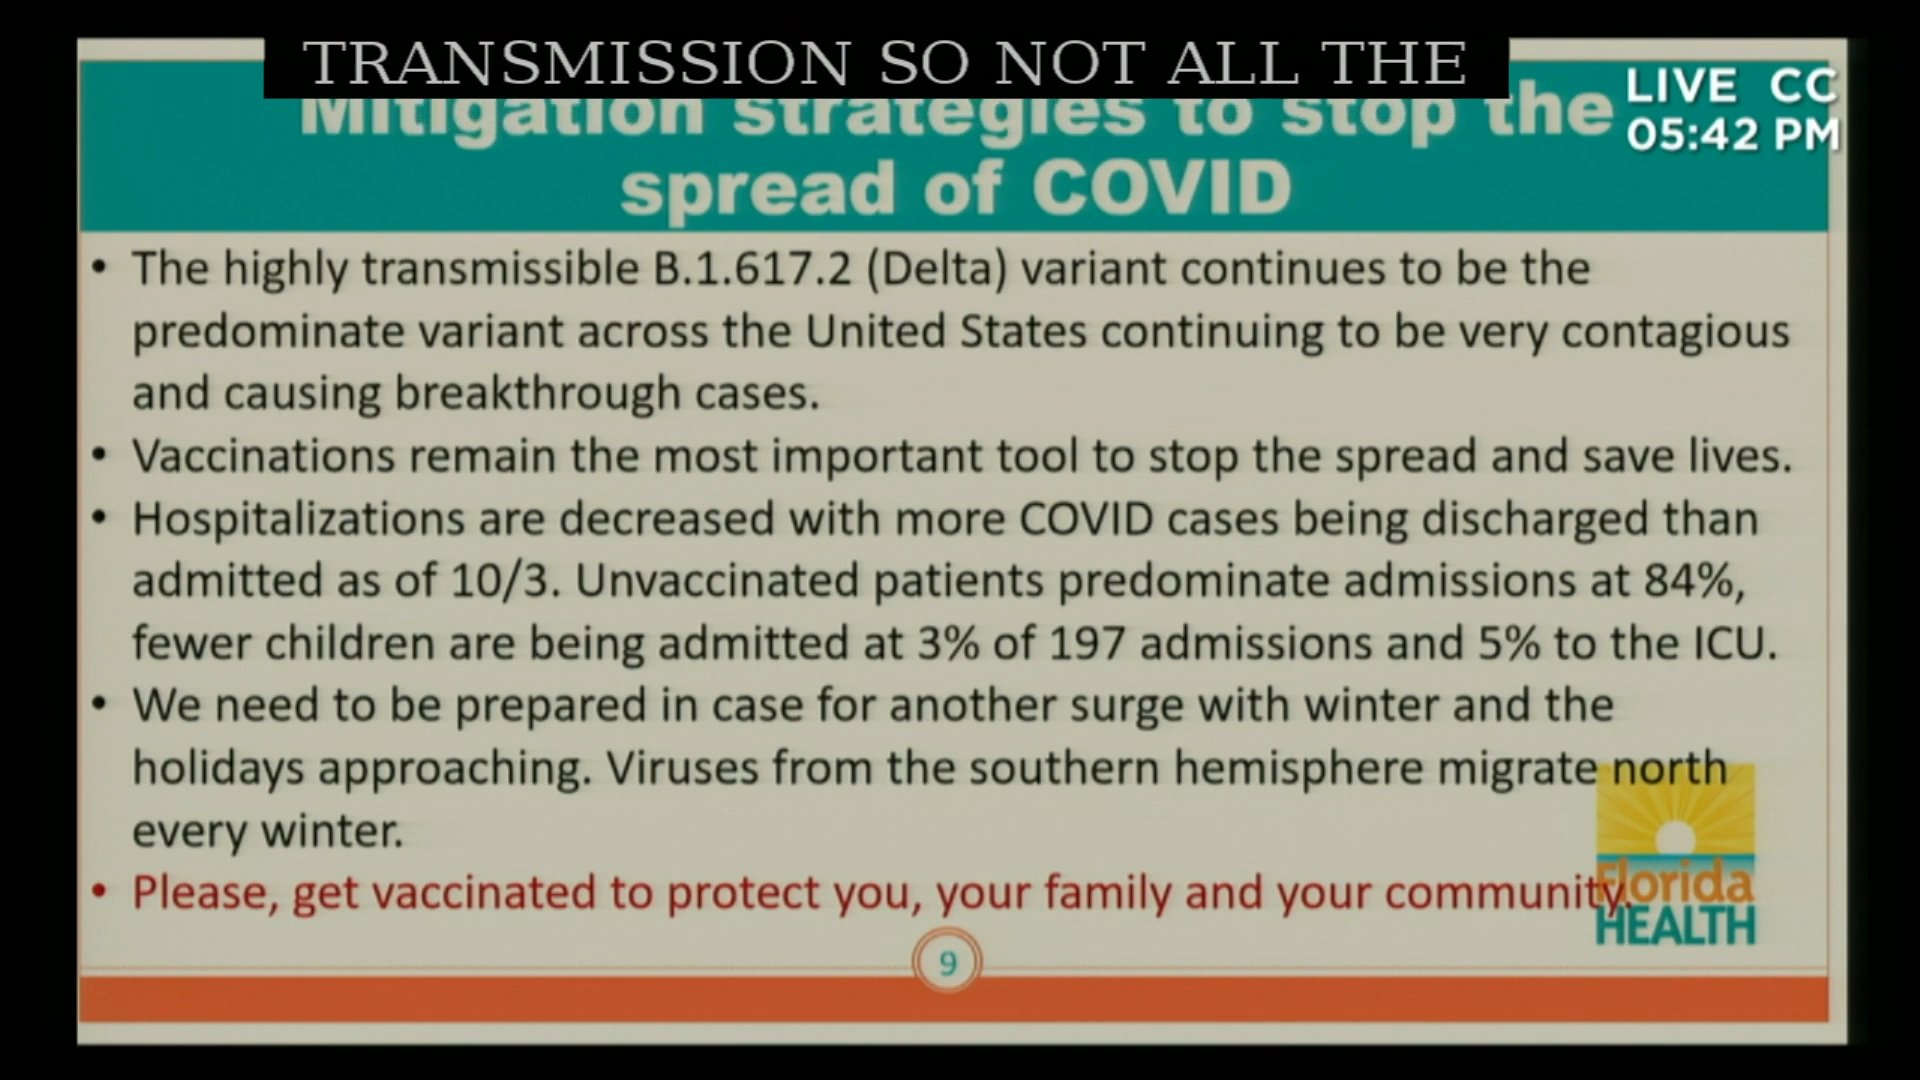 TRANSMISSION SO NOT ALL THE
LIVE CC
05:42 PM
Mitigation strategies to stop the
spread of COVID
• The highly transmissible B.1.617.2 (Delta) variant continues to be the
predominate variant across the United States continuing to be very contagious
and causing breakthrough cases.
• Vaccinations remain the most important tool to stop the spread and save lives.
• Hospitalizations are decreased with more COVID cases being discharged than
admitted as of 10/3. Unvaccinated patients predominate admissions at 84%,
fewer children are being admitted at 3% of 197 admissions and 5% to the ICU.
• We need to be prepared in case for another surge with winter and the
holidays approaching. Viruses from the southern hemisphere migrate north
every winter.
• Please, get vaccinated to protect you, your family and your community.
Florida
HEALTH
9